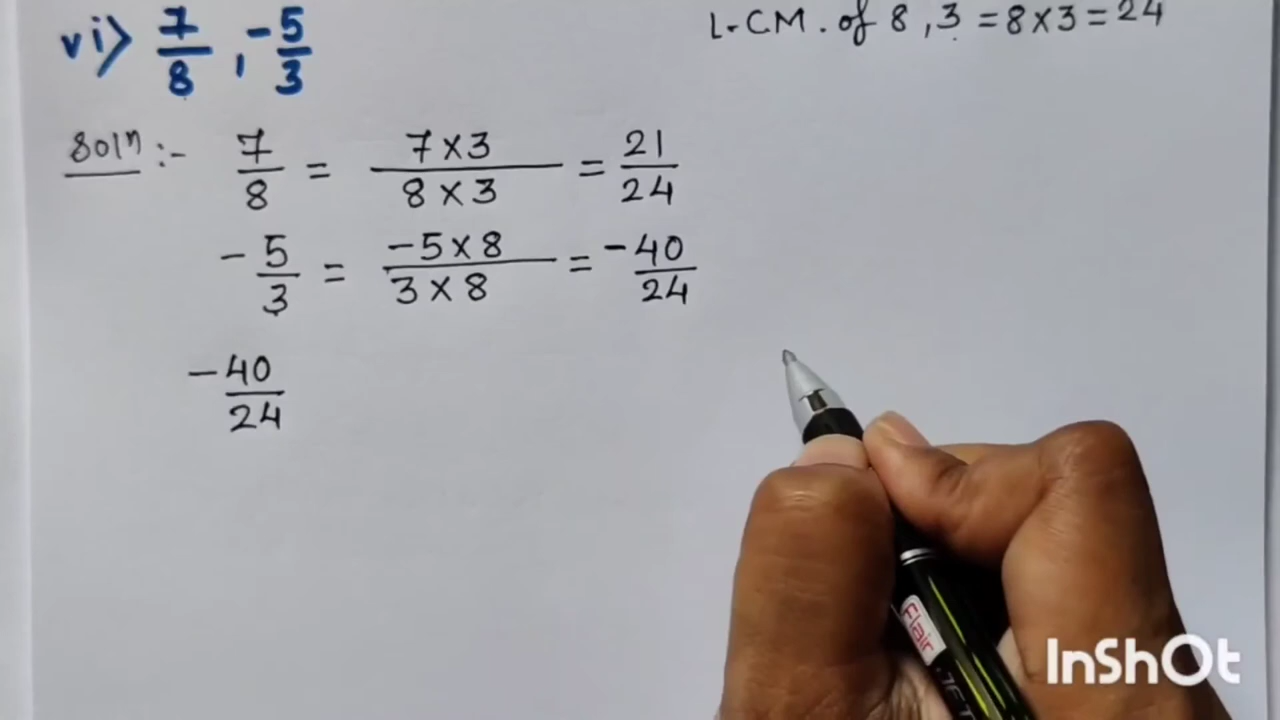 vi) 7/8 , -5/3
L.C.M. of 8, 3 = 8 × 3 = 24
Soln :- 7/8 = 7 × 3 / 8 × 3 = 21/24
-5/3 = -5 × 8 / 3 × 8 = -40/24
-40/24
Flair
InShOt